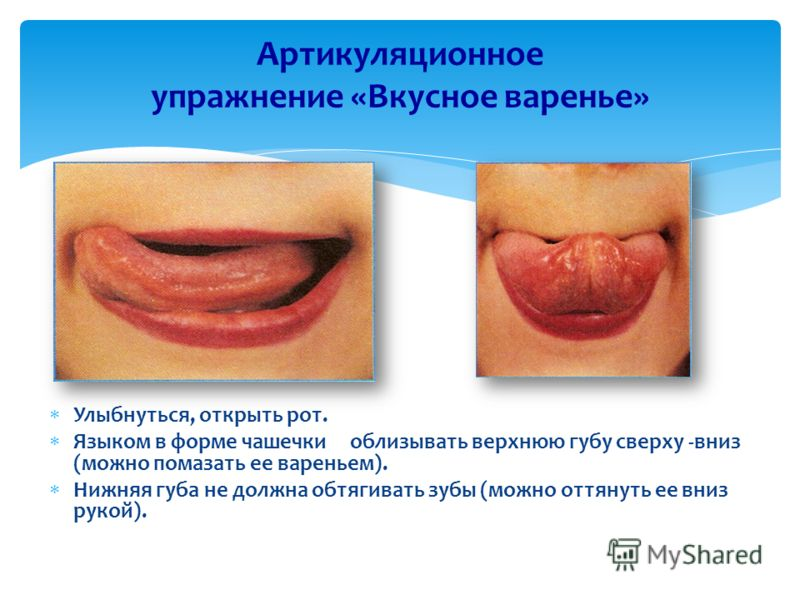 Артикуляционное
упражнение «Вкусное варенье»
Улыбнуться, открыть рот.
Языком в форме чашечки облизывать верхнюю губу сверху -вниз
(можно помазать ее вареньем).
Нижняя губа не должна обтягивать зубы (можно оттянуть ее вниз
рукой).
MyShared